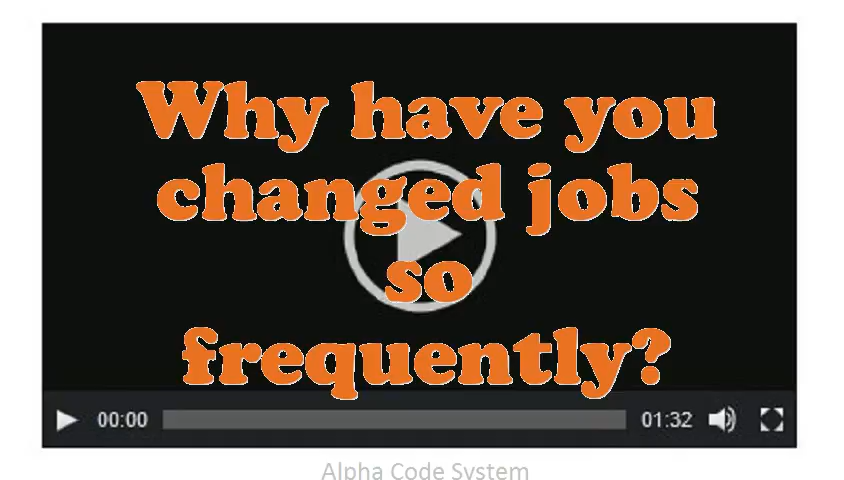 Why have you
changed jobs
so
frequently?
00:00
01:32
Alpha Code System